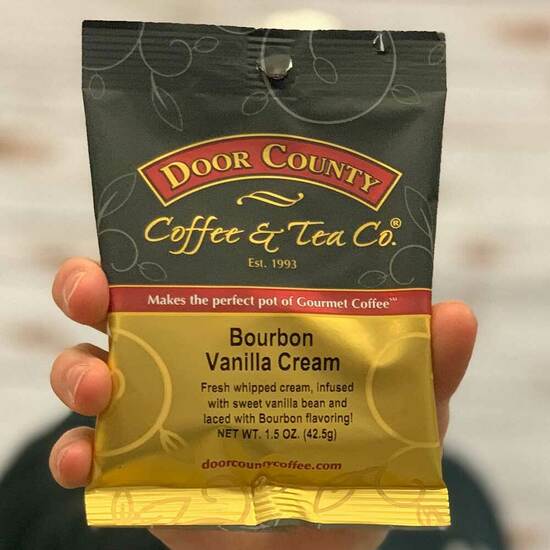 DOOR COUNTY
Coffee & Tea Co.®
Est. 1993
Makes the perfect pot of Gourmet Coffee™
Bourbon
Vanilla Cream
Fresh whipped cream, infused
with sweet vanilla bean and
laced with Bourbon flavoring!
NET WT. 1.5 OZ. (42.5g)
doorcountycoffee.com